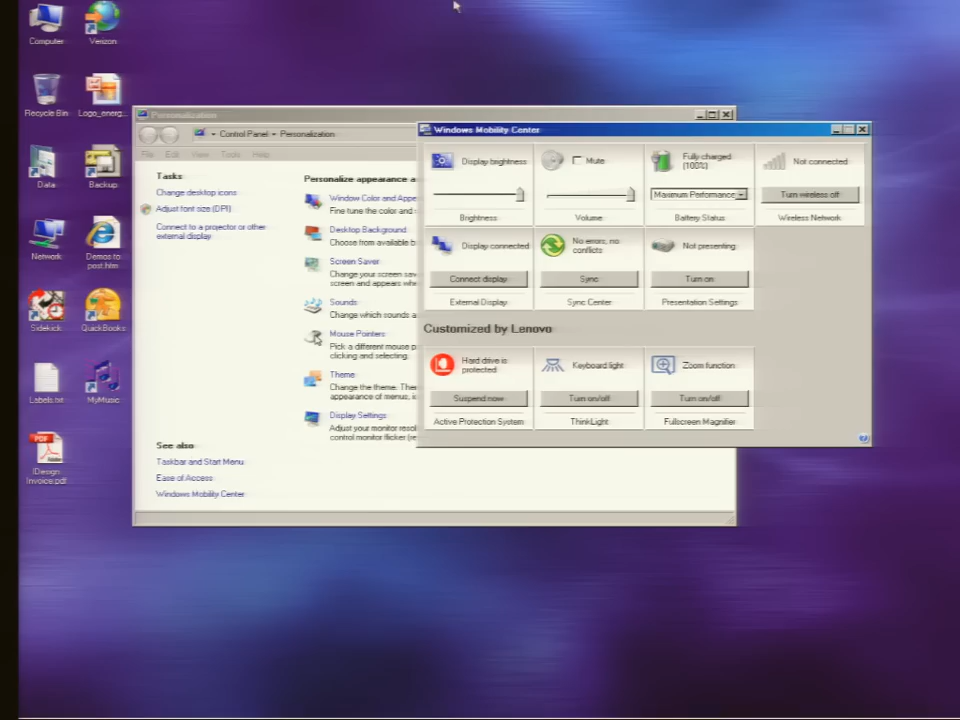 Computer
Verizon
Recycle Bin
Logo_energ...
Data
Backup
Network
Demos to
post.htm
Sidekick
QuickBooks
Labels.txt
MyMusic
PDF
IDesign
Invoice.pdf
Personalization
Control Panel
Personalization
File Edit View Tools Help
Tasks
Change desktop icons
Adjust font size (DPI)
Connect to a projector or other
external display
See also
Taskbar and Start Menu
Ease of Access
Windows Mobility Center
Personalize appearance a
Window Color and Appe
Fine tune the color and
Desktop Background
Choose from available b
Screen Saver
Change your screen sav
screen and appears whe
Sounds
Change which sounds a
Mouse Pointers
Pick a different mouse p
clicking and selecting.
Theme
Change the theme. The
appearance of menus, ic
Display Settings
Adjust your monitor resol
control monitor flicker (re
Windows Mobility Center
Display brightness
Brightness
Mute
Volume
Fully charged
(100%)
Maximum Performance
Battery Status
Not connected
Turn wireless off
Wireless Network
Display connected
Connect display
External Display
No errors, no
conflicts
Sync
Sync Center
Not presenting
Turn on
Presentation Settings
Customized by Lenovo
Hard drive is
protected
Suspend now
Active Protection System
Keyboard light
Turn on/off
ThinkLight
Zoom function
Turn on/off
Fullscreen Magnifier